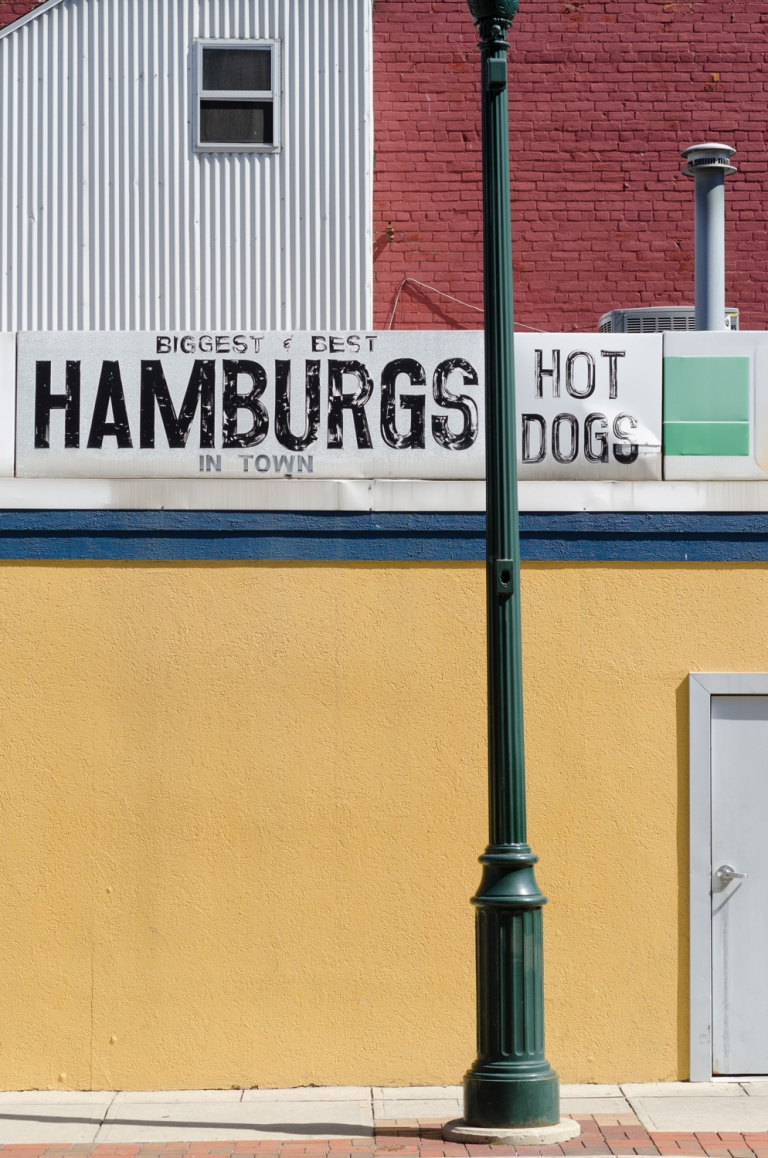 BIGGEST & BEST
HAMBURGS
IN TOWN
HOT
DOGS